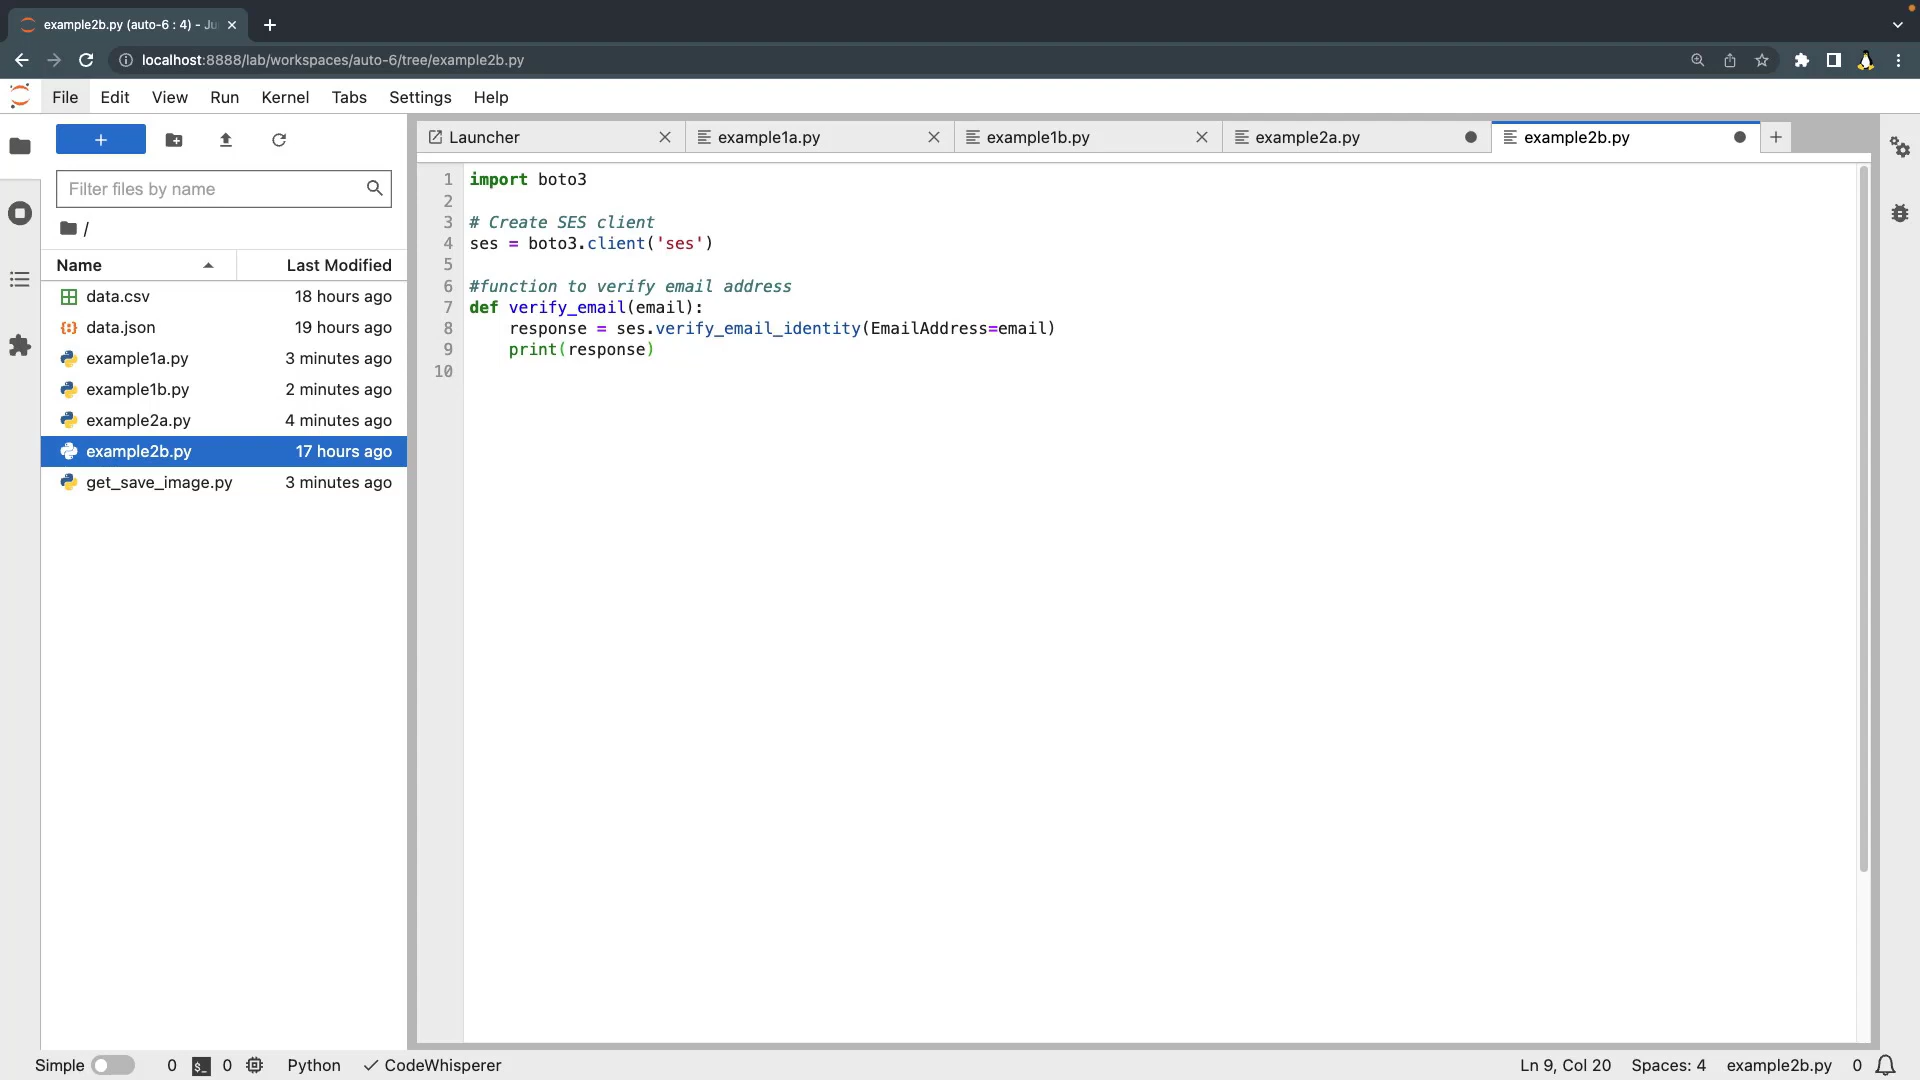 example2b.py (auto-6 : 4) - Ju
localhost:8888/lab/workspaces/auto-6/tree/example2b.py
File Edit View Run Kernel Tabs Settings Help
Launcher example1a.py example1b.py example2a.py example2b.py
Filter files by name
/
Name Last Modified
data.csv 18 hours ago
data.json 19 hours ago
example1a.py 3 minutes ago
example1b.py 2 minutes ago
example2a.py 4 minutes ago
example2b.py 17 hours ago
get_save_image.py 3 minutes ago
1 import boto3
2
3 # Create SES client
4 ses = boto3.client('ses')
5
6 #function to verify email address
7 def verify_email(email):
8 response = ses.verify_email_identity(EmailAddress=email)
9 print(response)
10
Simple 0 $_ 0 Python CodeWhisperer Ln 9, Col 20 Spaces: 4 example2b.py 0